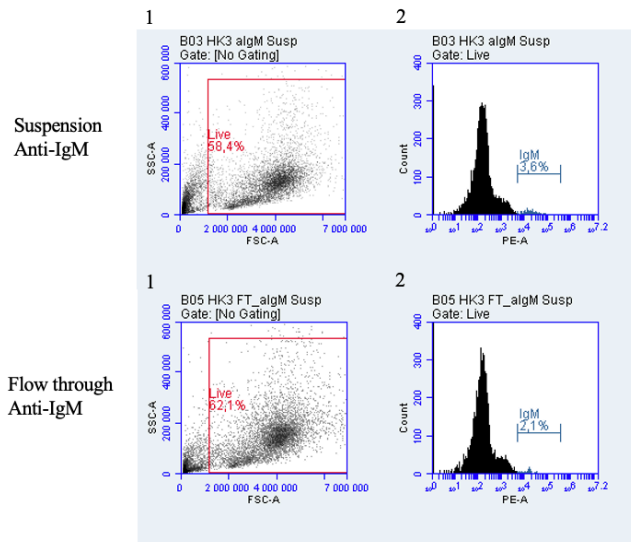 1
2
Suspension
Anti-IgM
B03 HK3 aIgM Susp
Gate: [No Gating]
Live
58,4%
SSC-A
0 200 000 400 000 600 000
0 2 000 000 4 000 000 7 000 000
FSC-A
B03 HK3 aIgM Susp
Gate: Live
IgM
3,6%
Count
0 100 200 300 400
PE-A
1
2
Flow through
Anti-IgM
B05 HK3 FT_aIgM Susp
Gate: [No Gating]
Live
62,1%
SSC-A
0 200 000 400 000 600 000
0 2 000 000 4 000 000 7 000 000
FSC-A
B05 HK3 FT_aIgM Susp
Gate: Live
IgM
2,1%
Count
0 100 200 300 400
PE-A